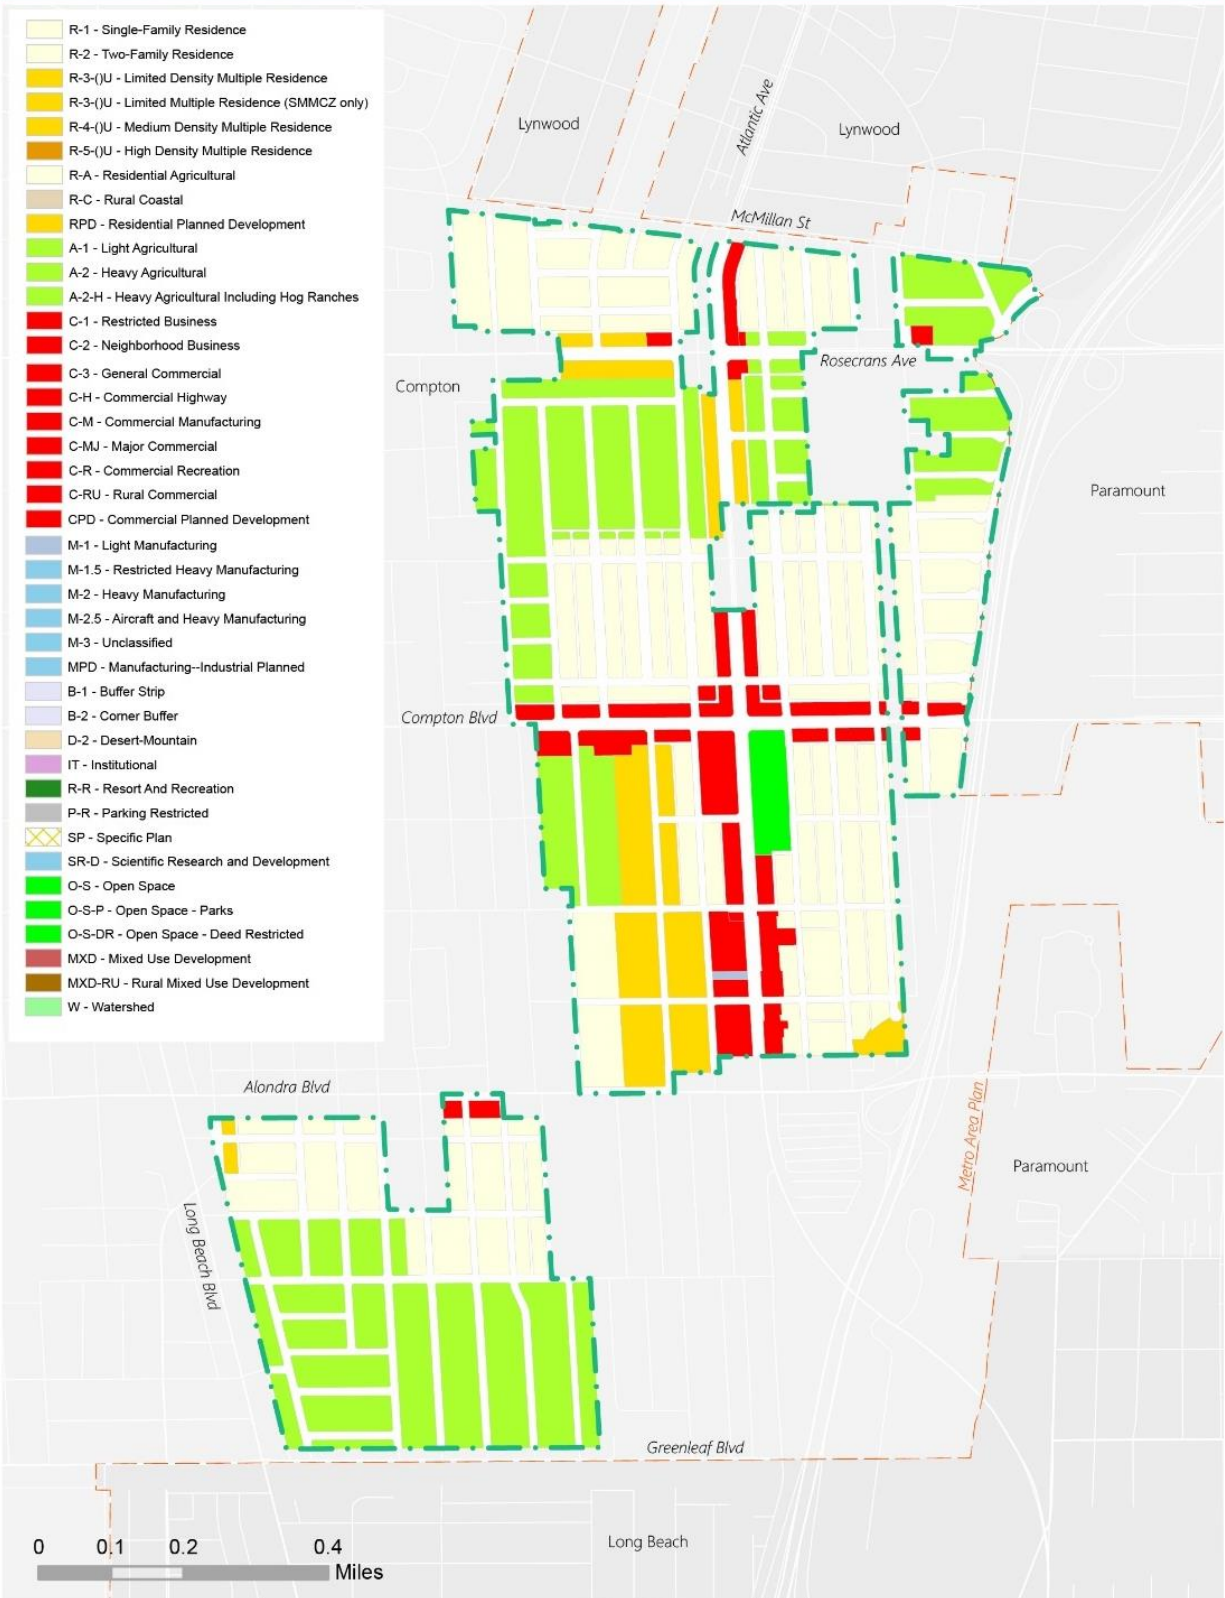 R-1 - Single-Family Residence
R-2 - Two-Family Residence
R-3-()U - Limited Density Multiple Residence
R-3-()U - Limited Multiple Residence (SMMCZ only)
R-4-()U - Medium Density Multiple Residence
R-5-()U - High Density Multiple Residence
R-A - Residential Agricultural
R-C - Rural Coastal
RPD - Residential Planned Development
A-1 - Light Agricultural
A-2 - Heavy Agricultural
A-2-H - Heavy Agricultural Including Hog Ranches
C-1 - Restricted Business
C-2 - Neighborhood Business
C-3 - General Commercial
C-H - Commercial Highway
C-M - Commercial Manufacturing
C-MJ - Major Commercial
C-R - Commercial Recreation
C-RU - Rural Commercial
CPD - Commercial Planned Development
M-1 - Light Manufacturing
M-1.5 - Restricted Heavy Manufacturing
M-2 - Heavy Manufacturing
M-2.5 - Aircraft and Heavy Manufacturing
M-3 - Unclassified
MPD - Manufacturing--Industrial Planned
B-1 - Buffer Strip
B-2 - Corner Buffer
D-2 - Desert-Mountain
IT - Institutional
R-R - Resort And Recreation
P-R - Parking Restricted
SP - Specific Plan
SR-D - Scientific Research and Development
O-S - Open Space
O-S-P - Open Space - Parks
O-S-DR - Open Space - Deed Restricted
MXD - Mixed Use Development
MXD-RU - Rural Mixed Use Development
W - Watershed
Lynwood
Atlantic Ave
Lynwood
McMillan St
Rosecrans Ave
Compton
Paramount
Compton Blvd
Alondra Blvd
Metro Area Plan
Paramount
Long Beach Blvd
Greenleaf Blvd
Long Beach
0 0.1 0.2 0.4
Miles